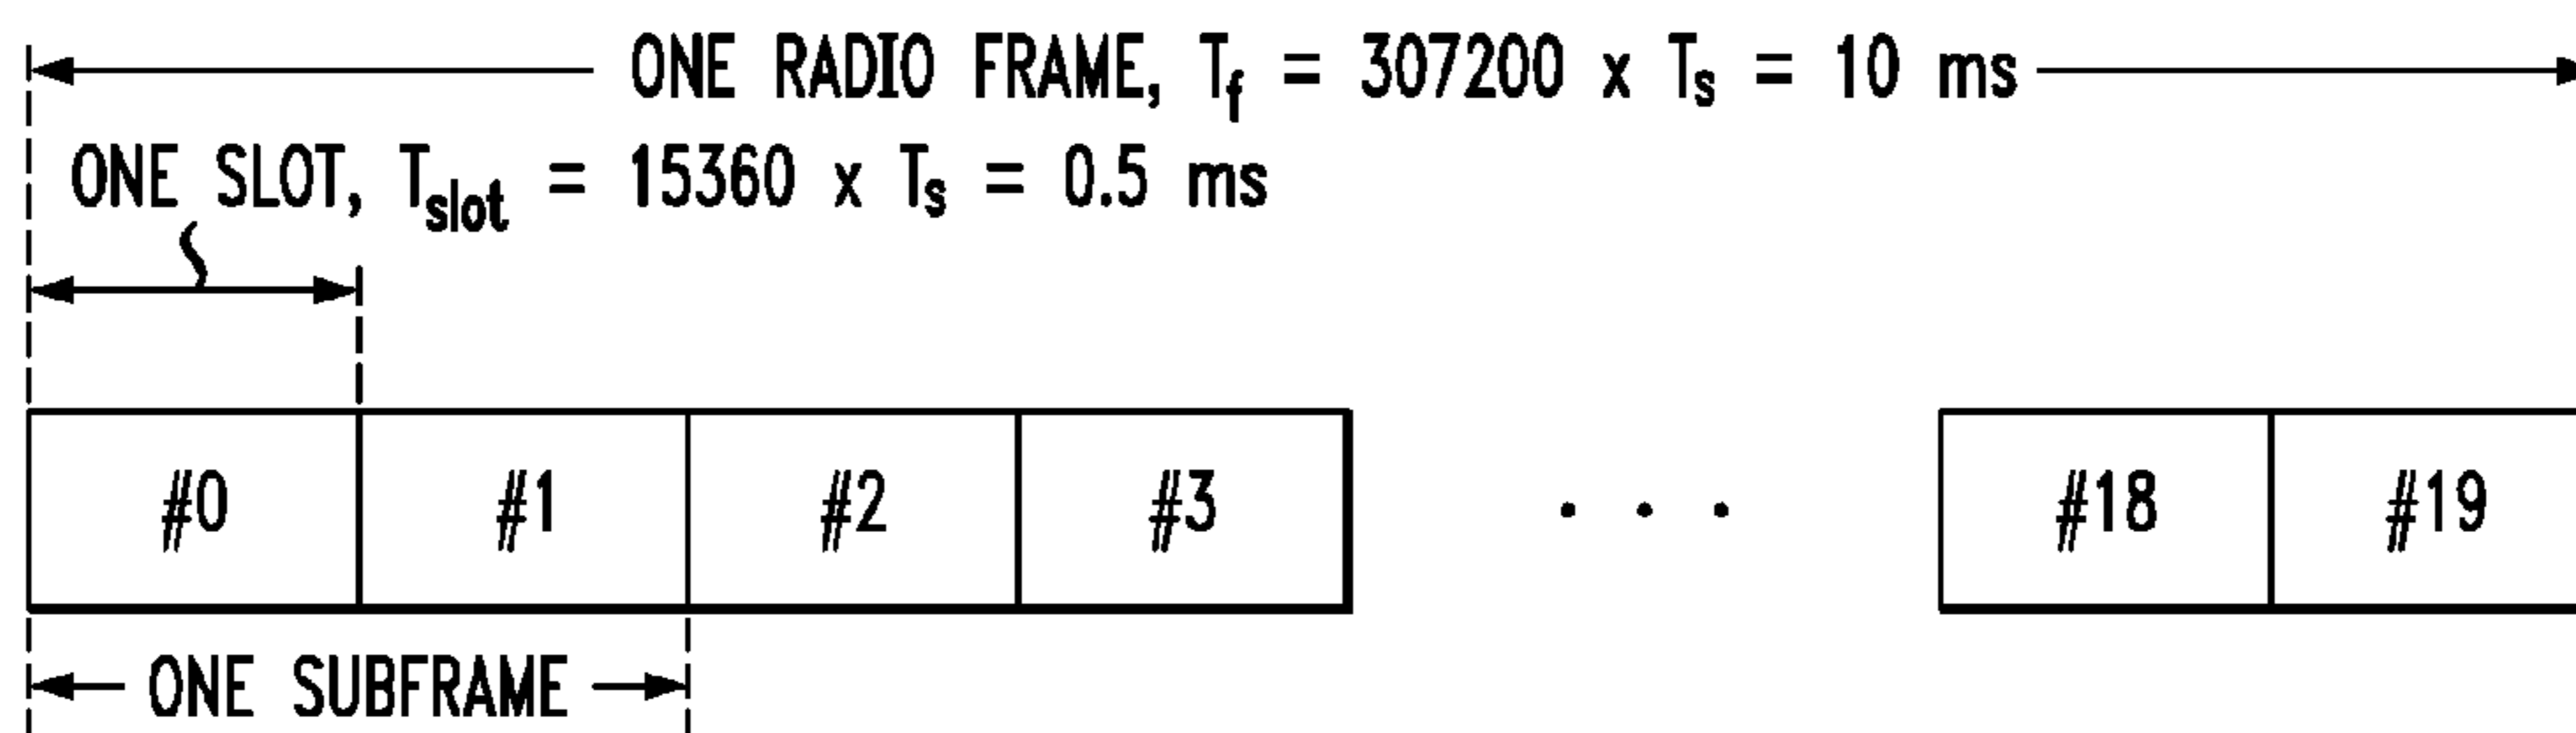 ONE RADIO FRAME, Tf = 307200 x Ts = 10 ms
ONE SLOT, Tslot = 15360 x Ts = 0.5 ms
#0 #1 #2 #3 . . . #18 #19
ONE SUBFRAME